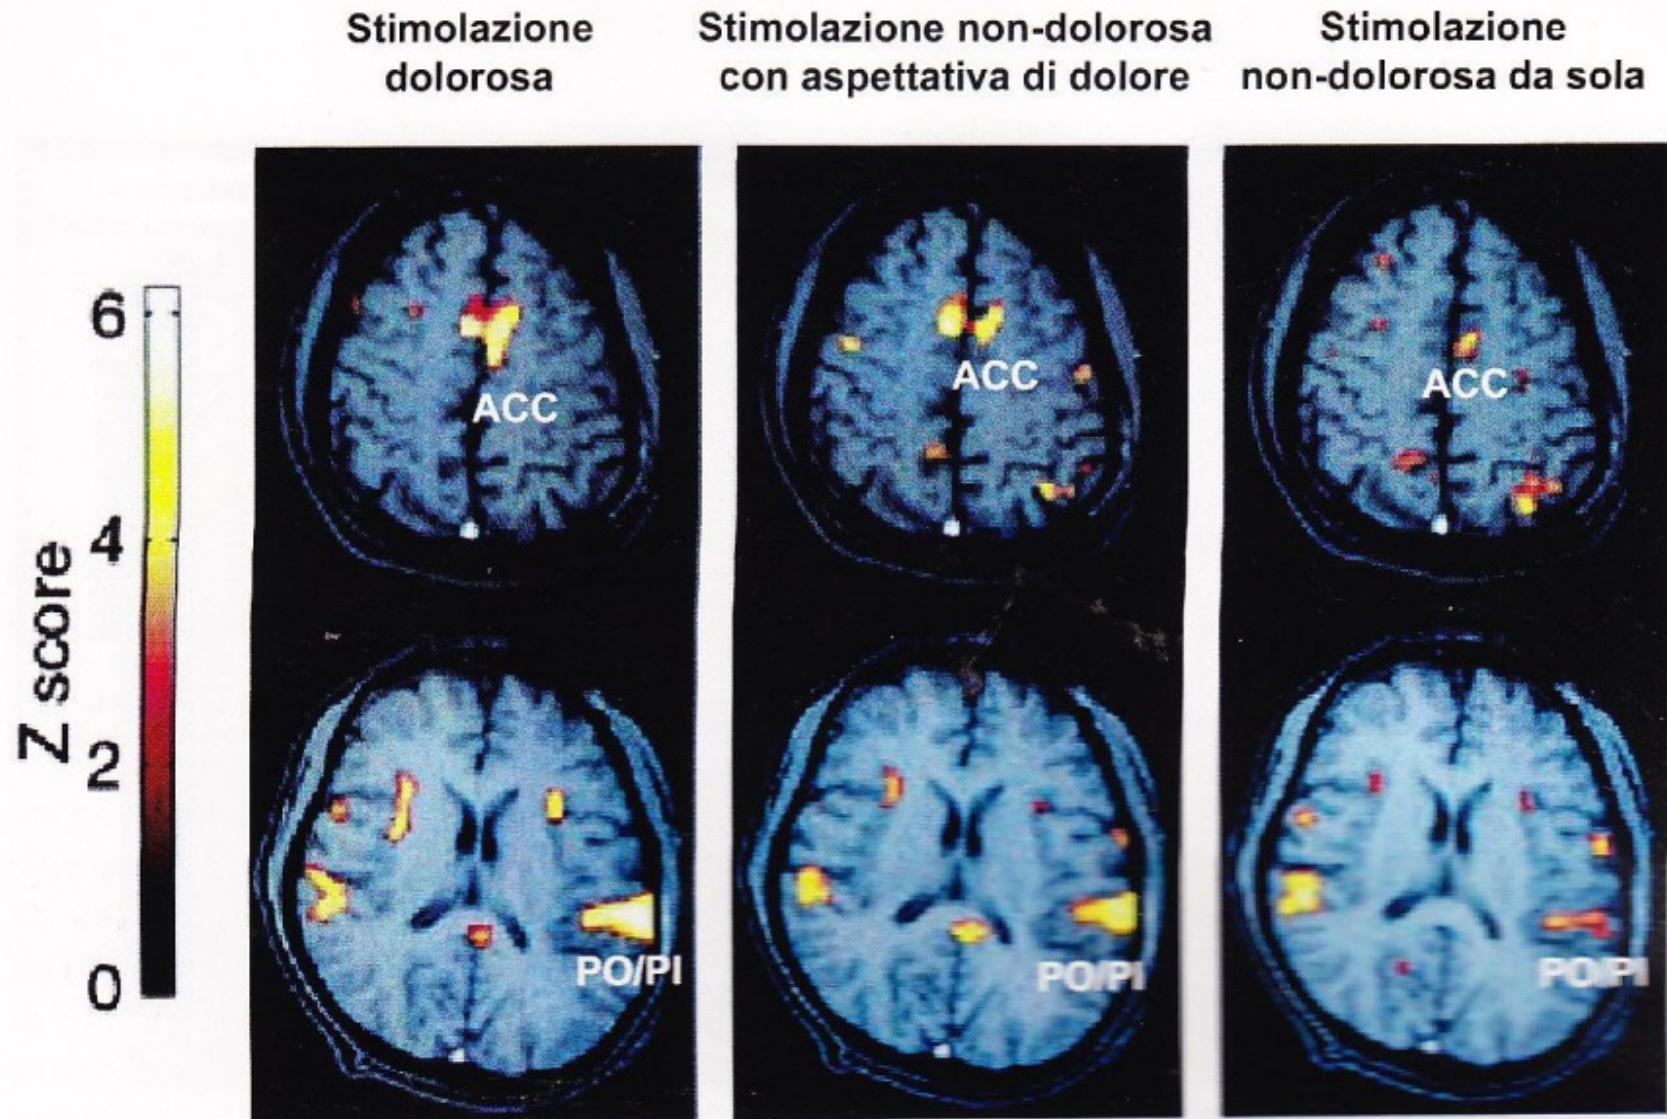 Stimolazione
dolorosa
Stimolazione non-dolorosa
con aspettativa di dolore
Stimolazione
non-dolorosa da sola
Z score
6
4
2
0
ACC
ACC
ACC
PO/PI
PO/PI
PO/PI